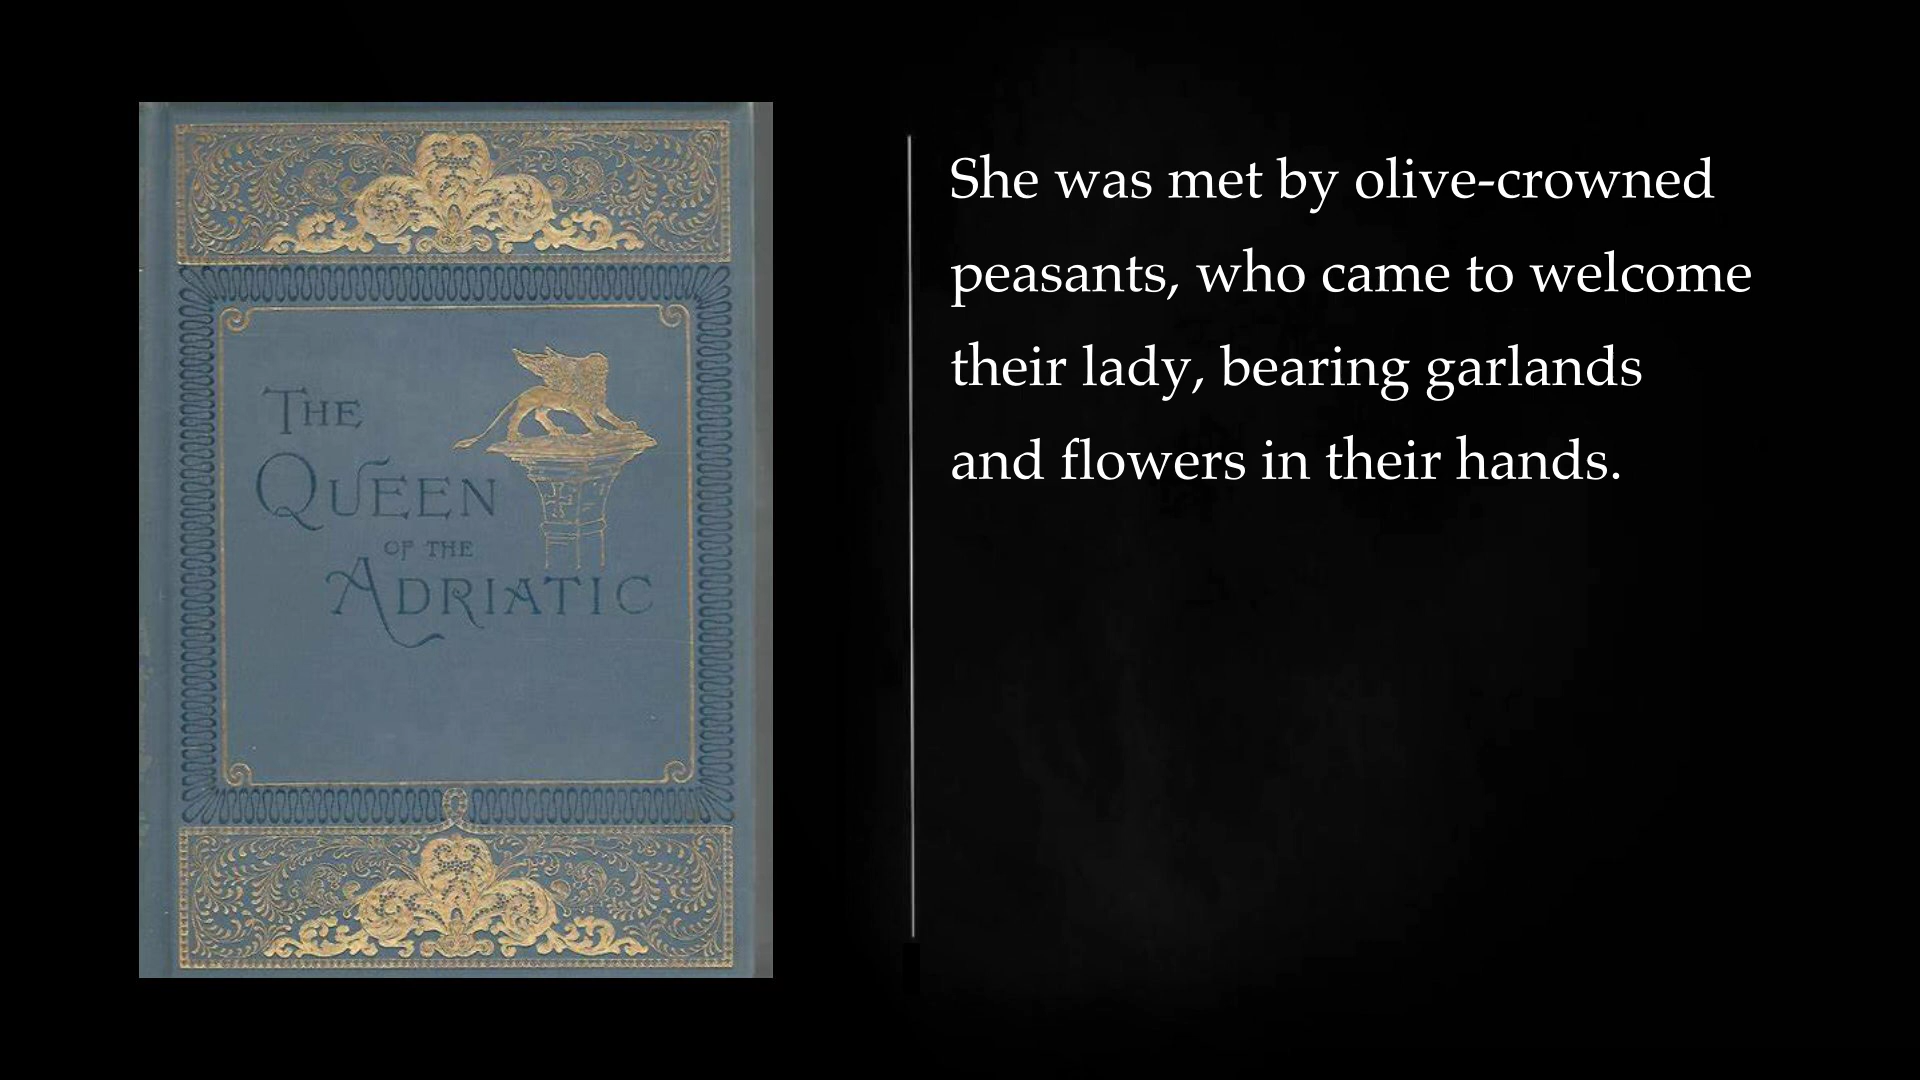 The
Queen
of the
Adriatic
She was met by olive-crowned
peasants, who came to welcome
their lady, bearing garlands
and flowers in their hands.